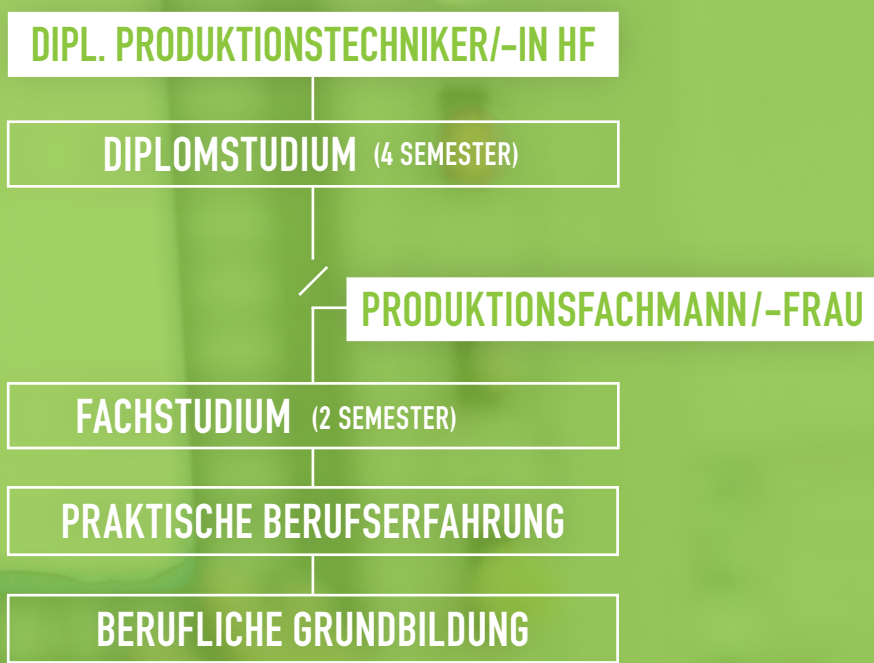 DIPL. PRODUKTIONSTECHNIKER/-IN HF
DIPLOMSTUDIUM (4 SEMESTER)
PRODUKTIONSFACHMANN/-FRAU
FACHSTUDIUM (2 SEMESTER)
PRAKTISCHE BERUFSERFAHRUNG
BERUFLICHE GRUNDBILDUNG